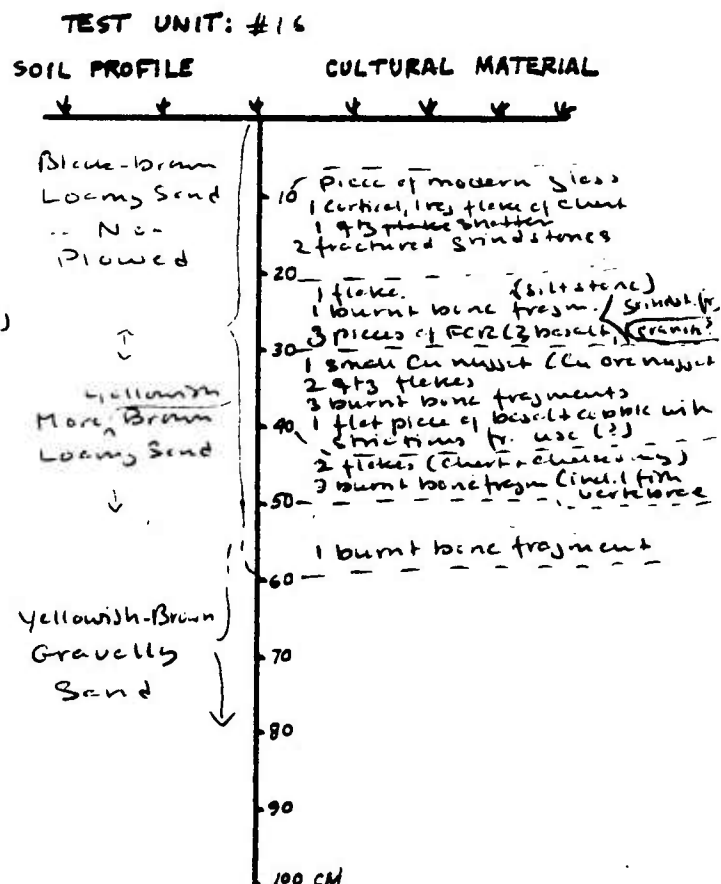 TEST UNIT: #16
SOIL PROFILE
CULTURAL MATERIAL
Black-brown
Loamy Sand
Plowed
More Yellowish Brown
Loamy Sand
Yellowish-Brown
Gravelly
Sand
10
20
30
40
50
60
70
80
90
100 CM
piece of modern glass
1 cortical, flake of chert
1 qtz flake shatter
2 fractured grindstones
1 flake (siltstone)
1 burnt bone fragm.
3 pieces of FCR (2 basalt,
1 small Cu nugget (Cu ore nugget
2 qtz flakes
3 burnt bone fragments
1 flat piece of basalt cobble with
striations fr. use (?)
2 flakes (chert + chalcedony)
3 burnt bone fragm (incl. 1 fish
vertebrae
1 burnt bone fragment